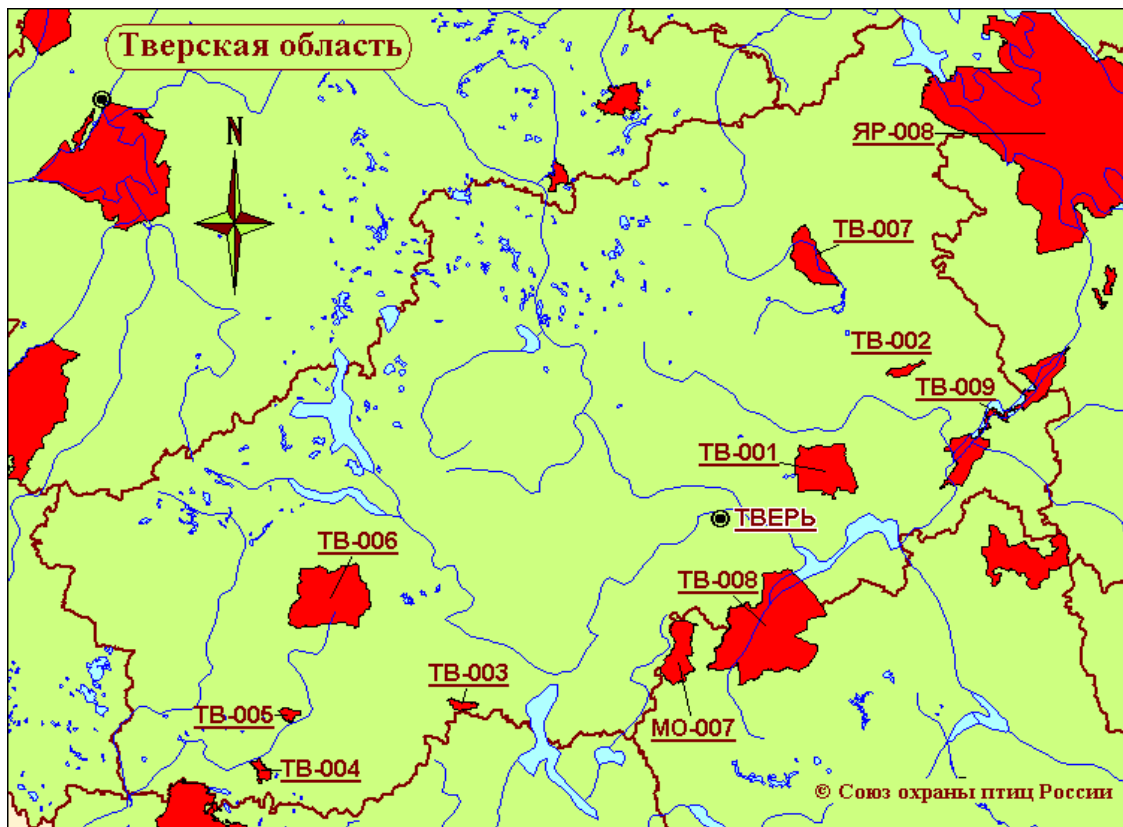 Тверская область
N
ЯР-008
ТВ-007
ТВ-002
ТВ-009
ТВ-001
ТВЕРЬ
ТВ-006
ТВ-008
ТВ-003
ТВ-005
МО-007
ТВ-004
© Союз охраны птиц России